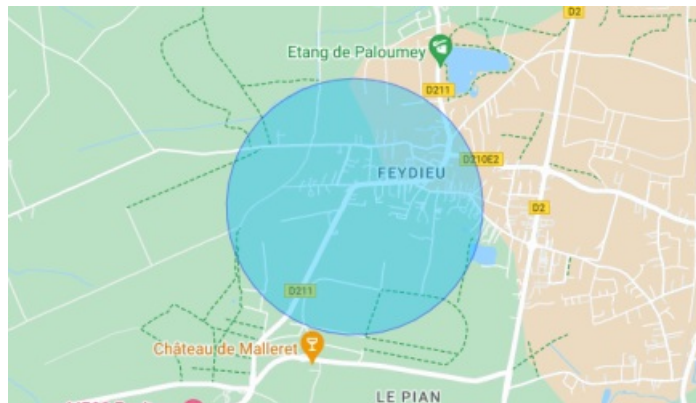 D2
Etang de Paloumey
D211
D210E2
FEYDIEU
D2
D211
Château de Malleret
LE PIAN